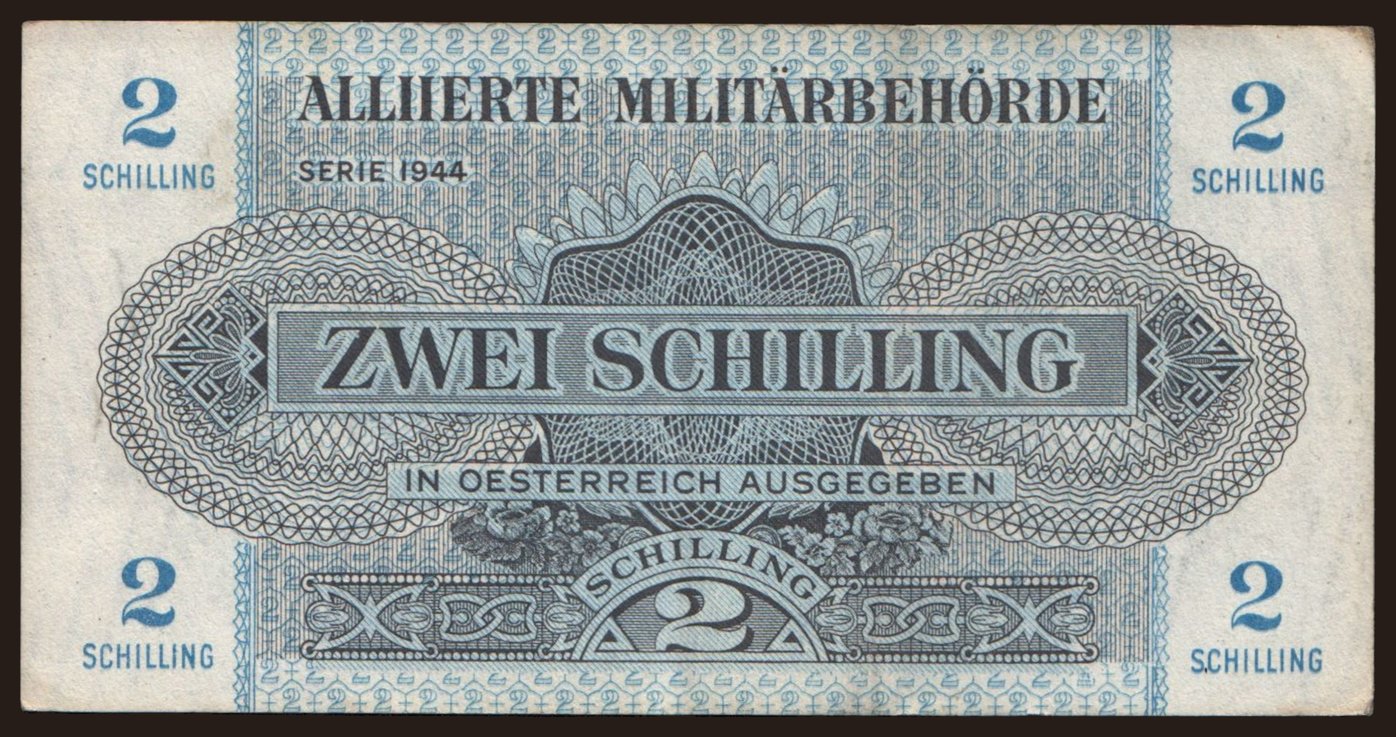 ALLIIERTE MILITÄRBEHÖRDE
2
SCHILLING
2
SCHILLING
SERIE 1944
ZWEI SCHILLING
IN OESTERREICH AUSGEGEBEN
SCHILLING
2
2
SCHILLING
2
SCHILLING